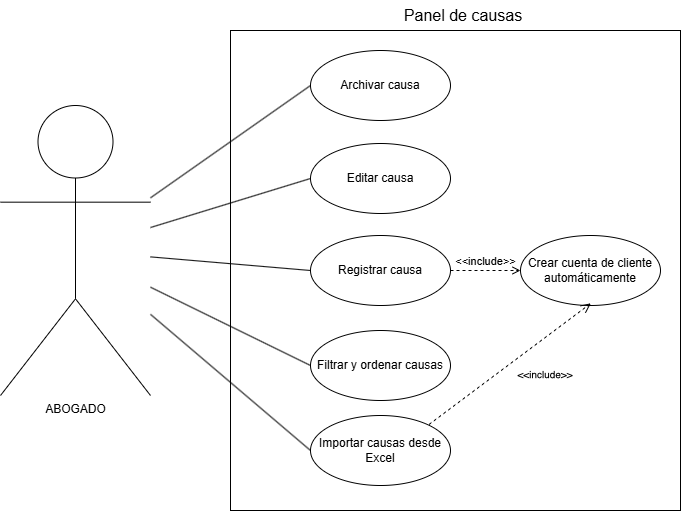 Panel de causas
Archivar causa
Editar causa
Registrar causa
<<include>>
Crear cuenta de cliente
automáticamente
Filtrar y ordenar causas
<<include>>
ABOGADO
Importar causas desde
Excel